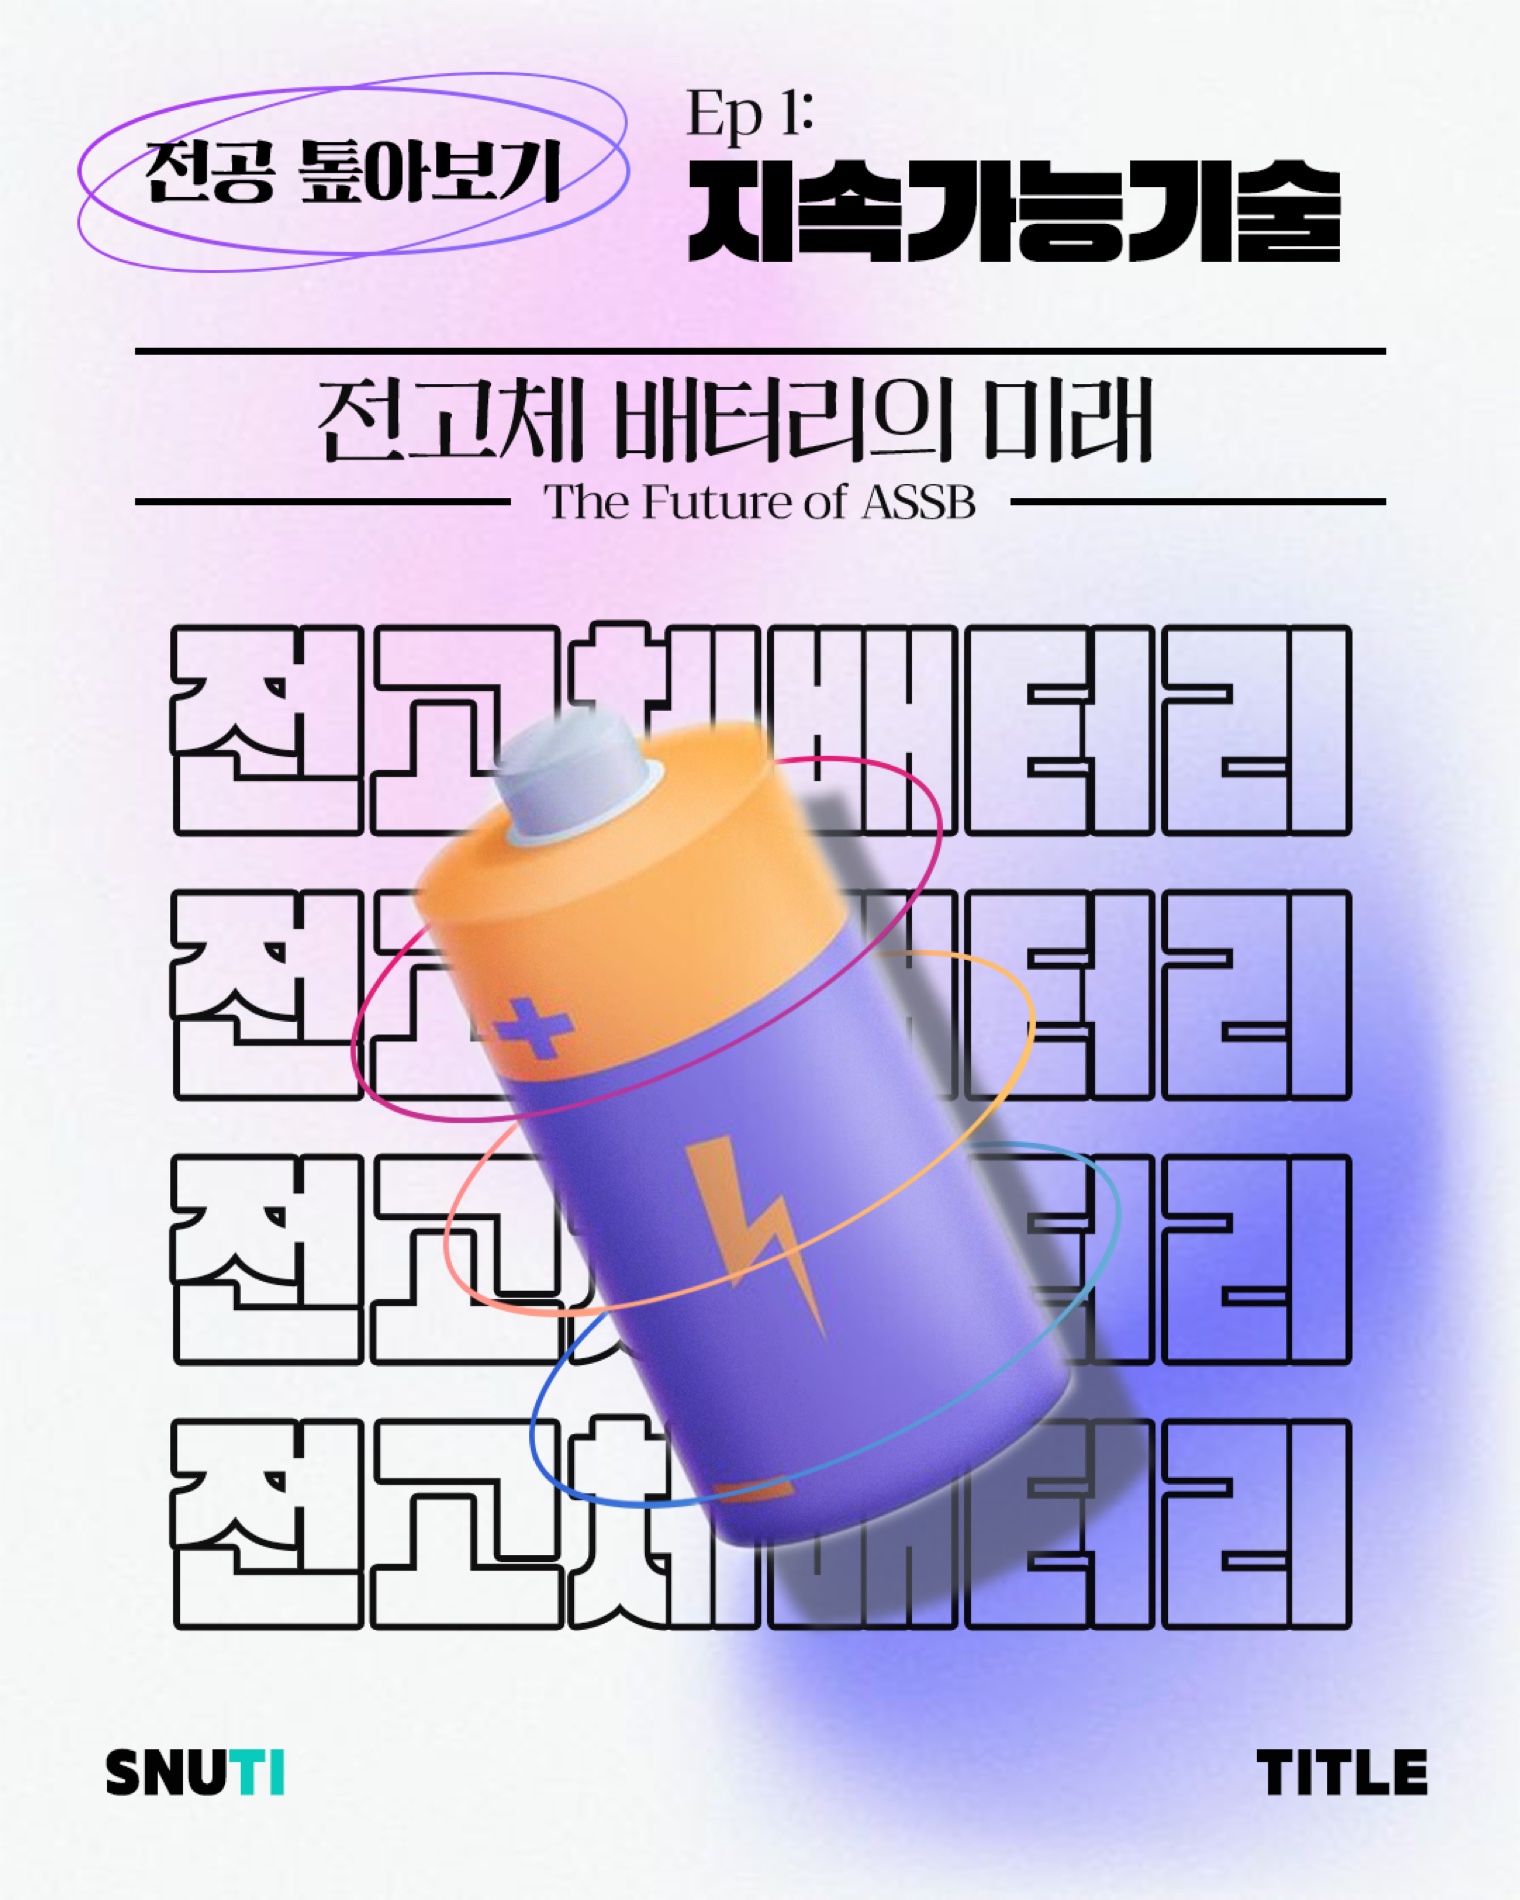 전공 톺아보기
Ep 1:
지속가능기술
전고체 배터리의 미래
The Future of ASSB
전고체배터리
전고체배터리
전고체배터리
전고체배터리
SNUTI
TITLE